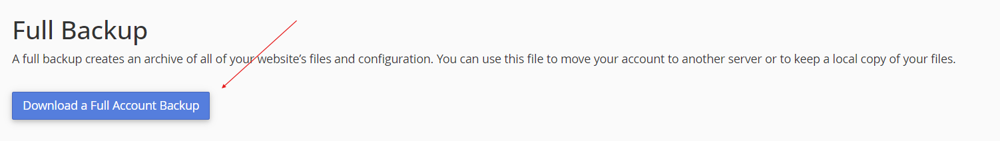 Full Backup
A full backup creates an archive of all of your website’s files and configuration. You can use this file to move your account to another server or to keep a local copy of your files.
Download a Full Account Backup